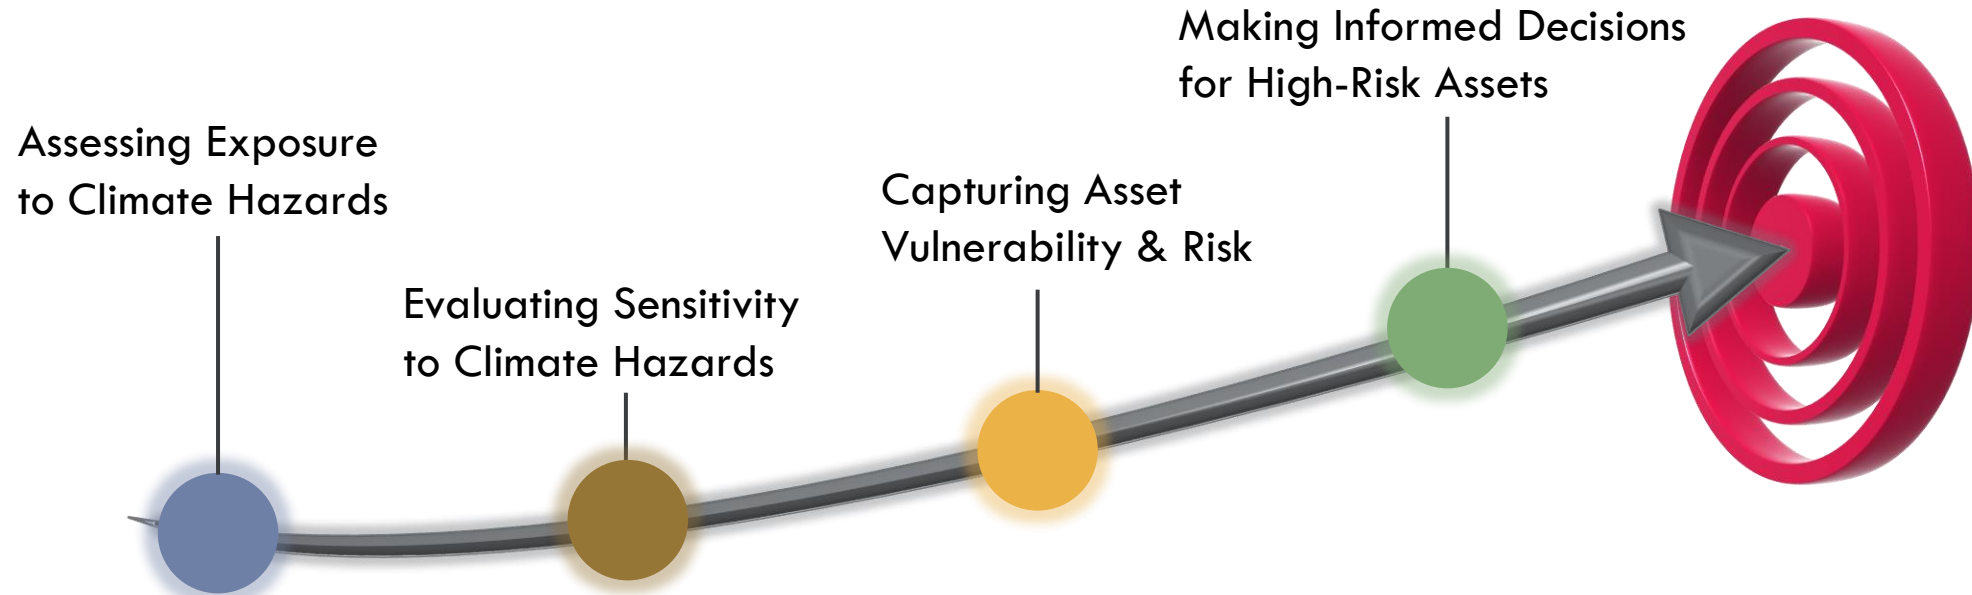 Assessing Exposure
to Climate Hazards
Evaluating Sensitivity
to Climate Hazards
Capturing Asset
Vulnerability & Risk
Making Informed Decisions
for High-Risk Assets